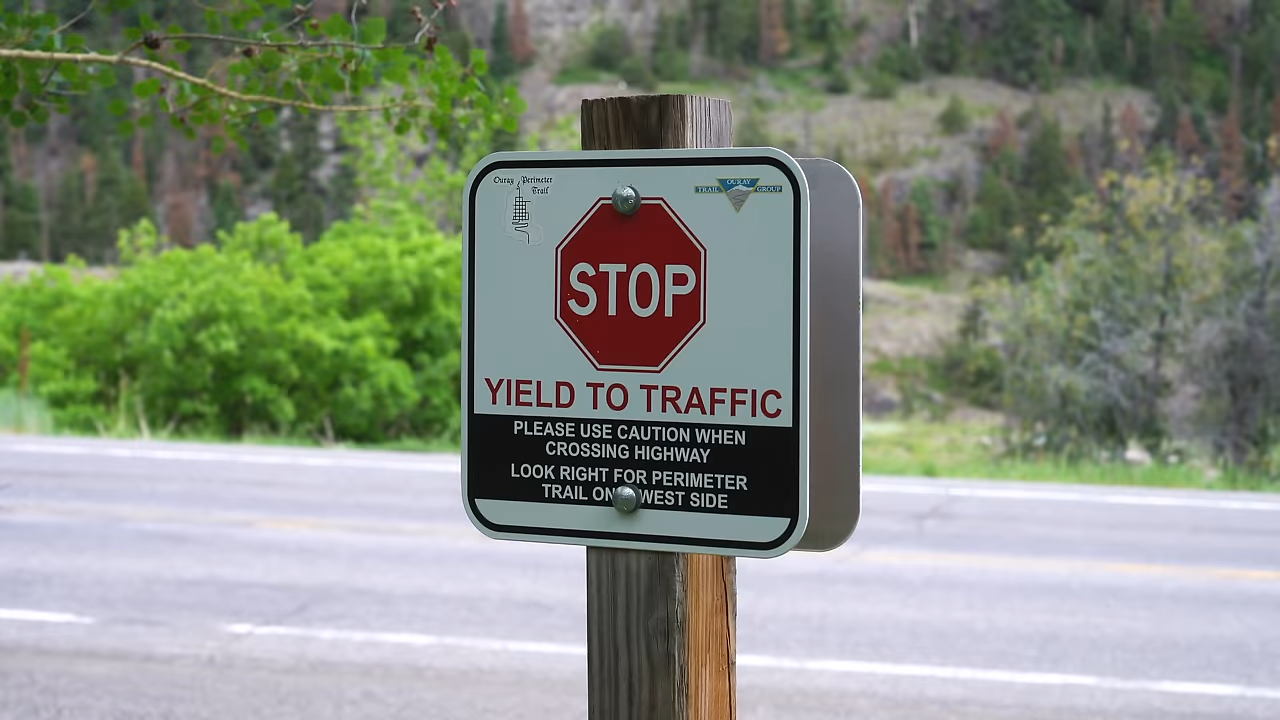 Ouray Perimeter
Trail
OURAY
TRAIL GROUP
STOP
YIELD TO TRAFFIC
PLEASE USE CAUTION WHEN
CROSSING HIGHWAY
LOOK RIGHT FOR PERIMETER
TRAIL ON WEST SIDE